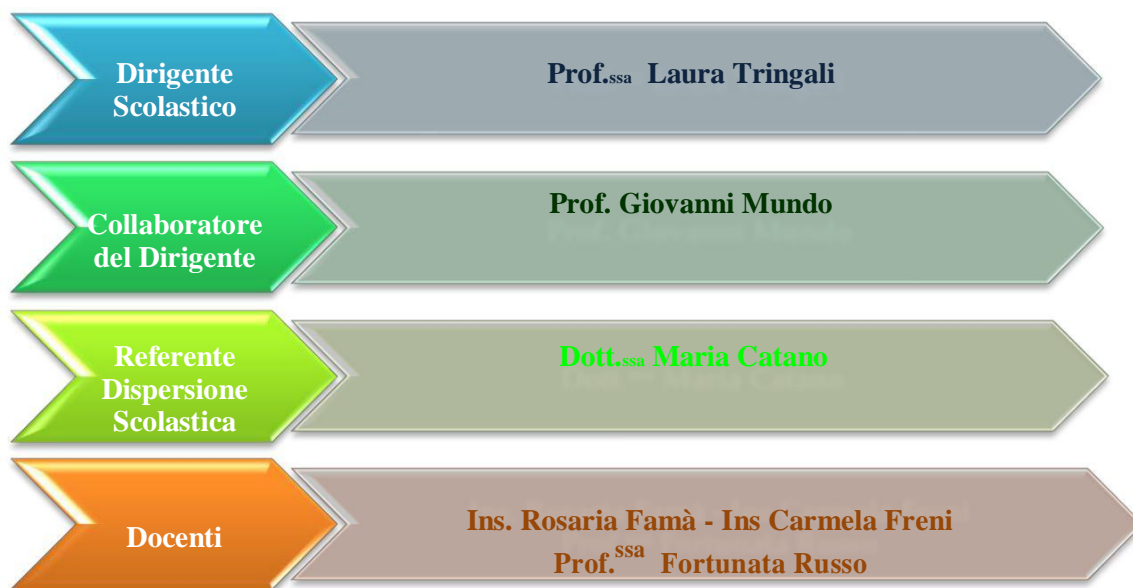 Dirigente
Scolastico
Prof.ssa Laura Tringali
Collaboratore
del Dirigente
Prof. Giovanni Mundo
Referente
Dispersione
Scolastica
Dott.ssa Maria Catano
Docenti
Ins. Rosaria Famà - Ins Carmela Freni
Prof.ssa Fortunata Russo